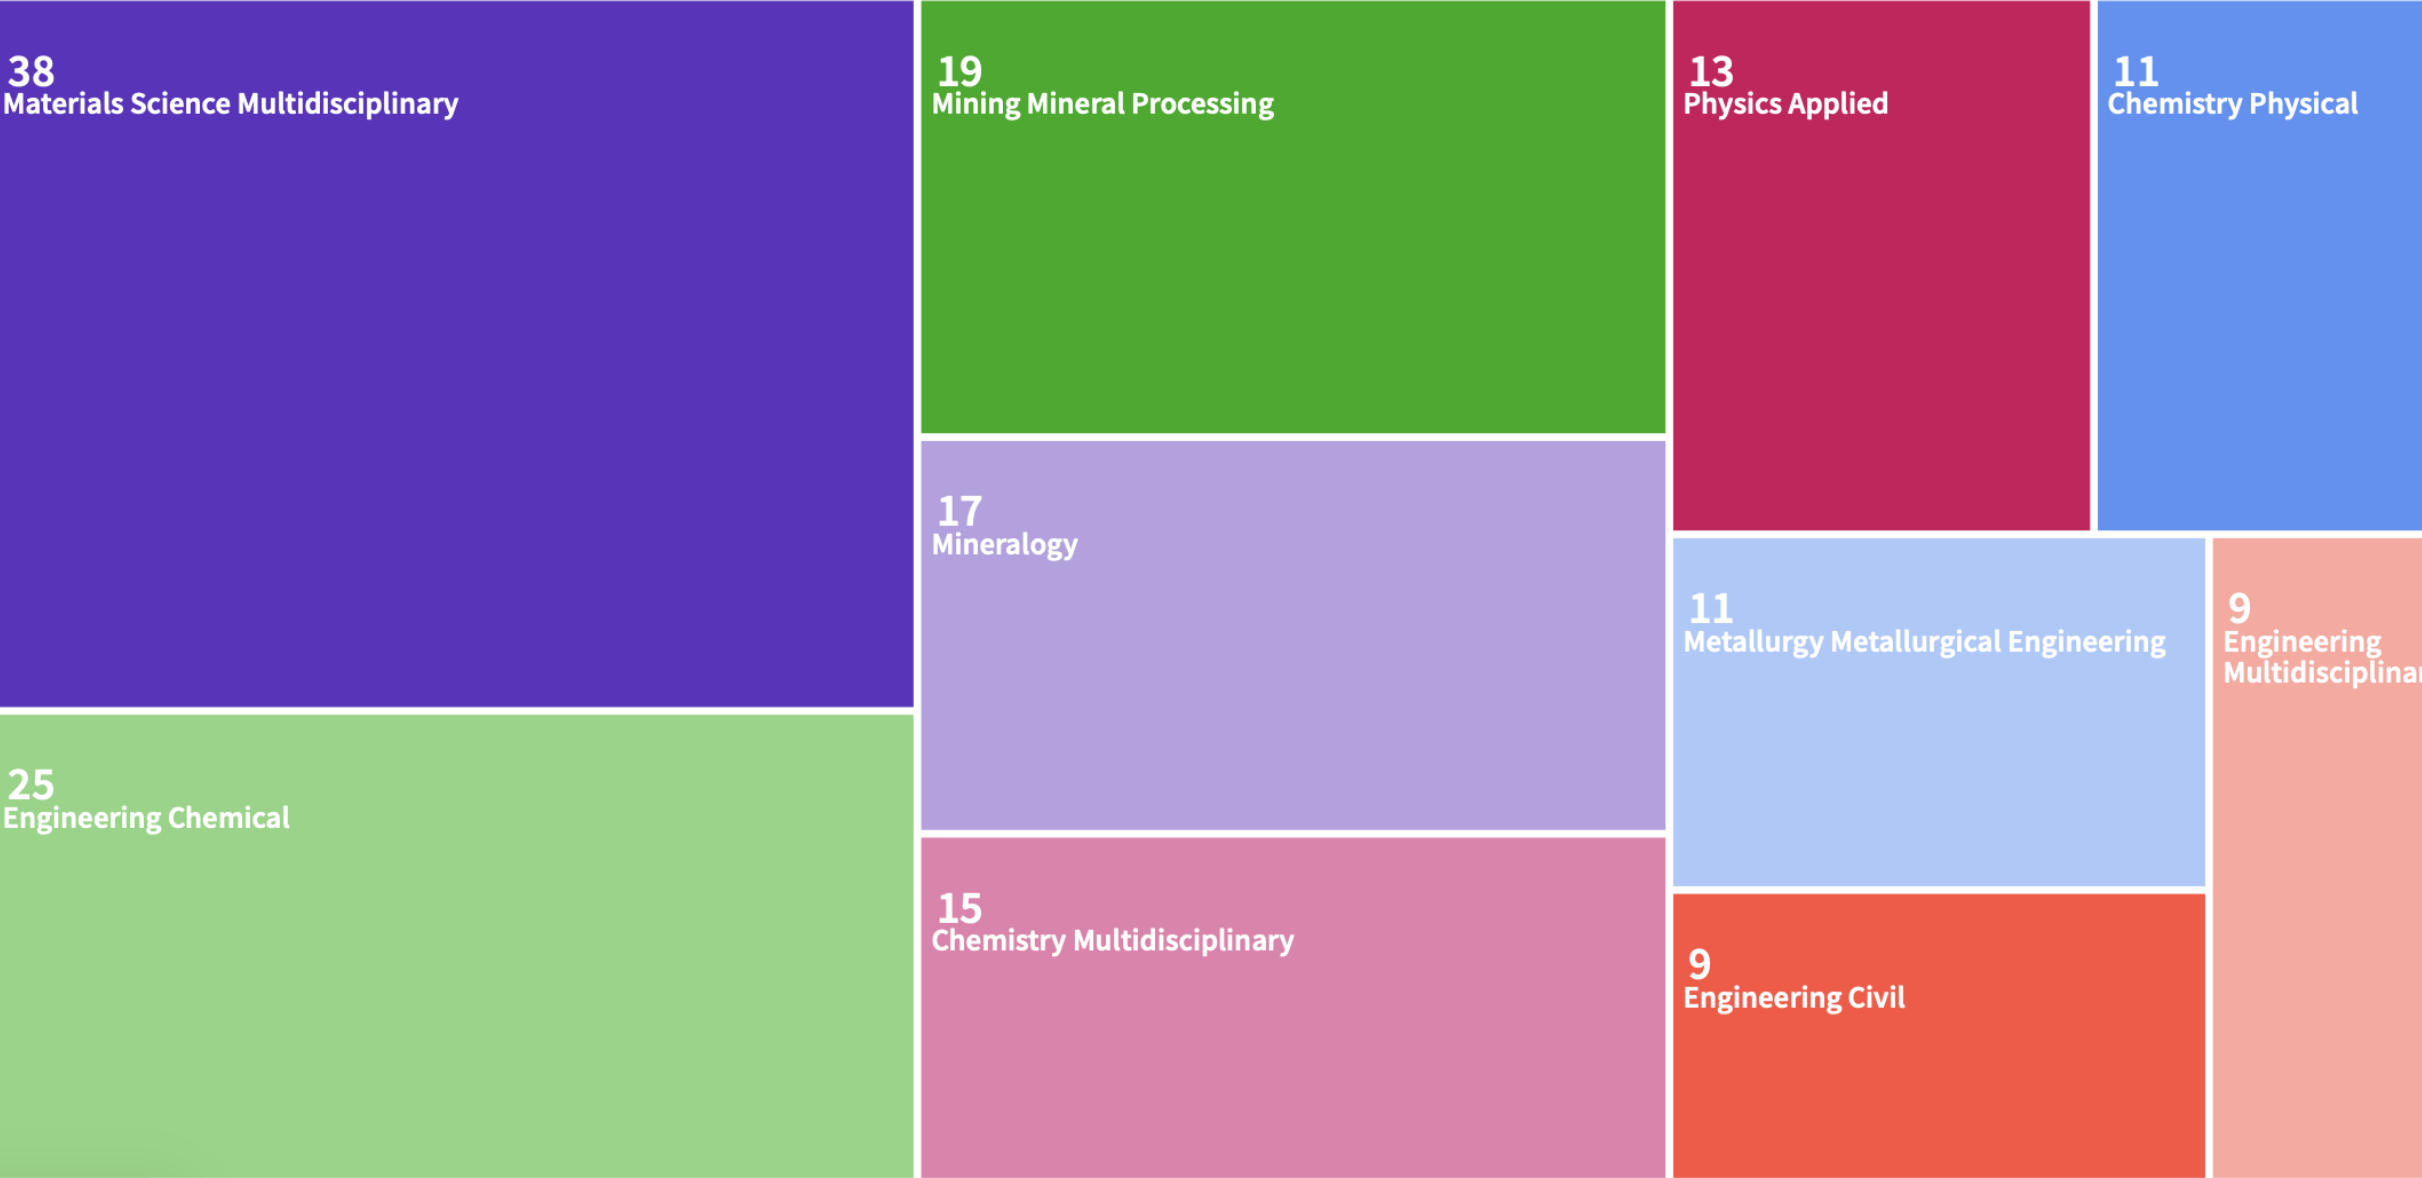 38
Materials Science Multidisciplinary
19
Mining Mineral Processing
13
Physics Applied
11
Chemistry Physical
17
Mineralogy
11
Metallurgy Metallurgical Engineering
9
Engineering
Multidisciplinar
25
Engineering Chemical
15
Chemistry Multidisciplinary
9
Engineering Civil